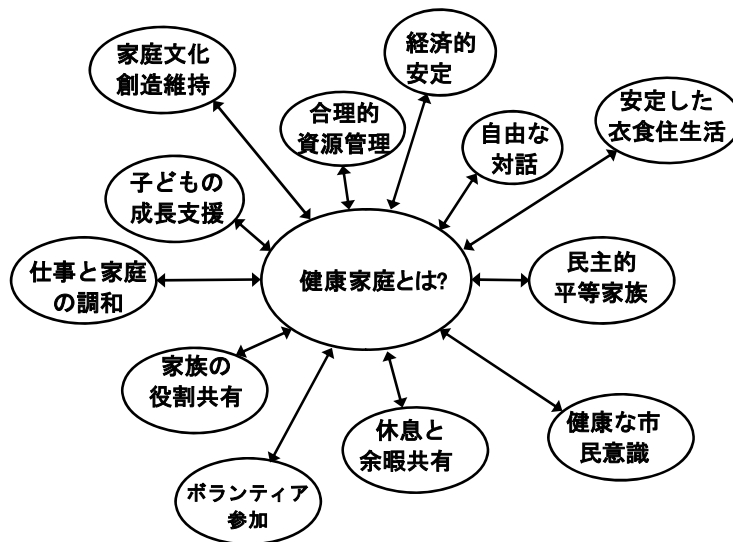 家庭文化
創造維持
経済的
安定
合理的
資源管理
自由な
対話
安定した
衣食住生活
子どもの
成長支援
仕事と家庭
の調和
健康家庭とは?
民主的
平等家族
家族の
役割共有
休息と
余暇共有
健康な市
民意識
ボランティア
参加